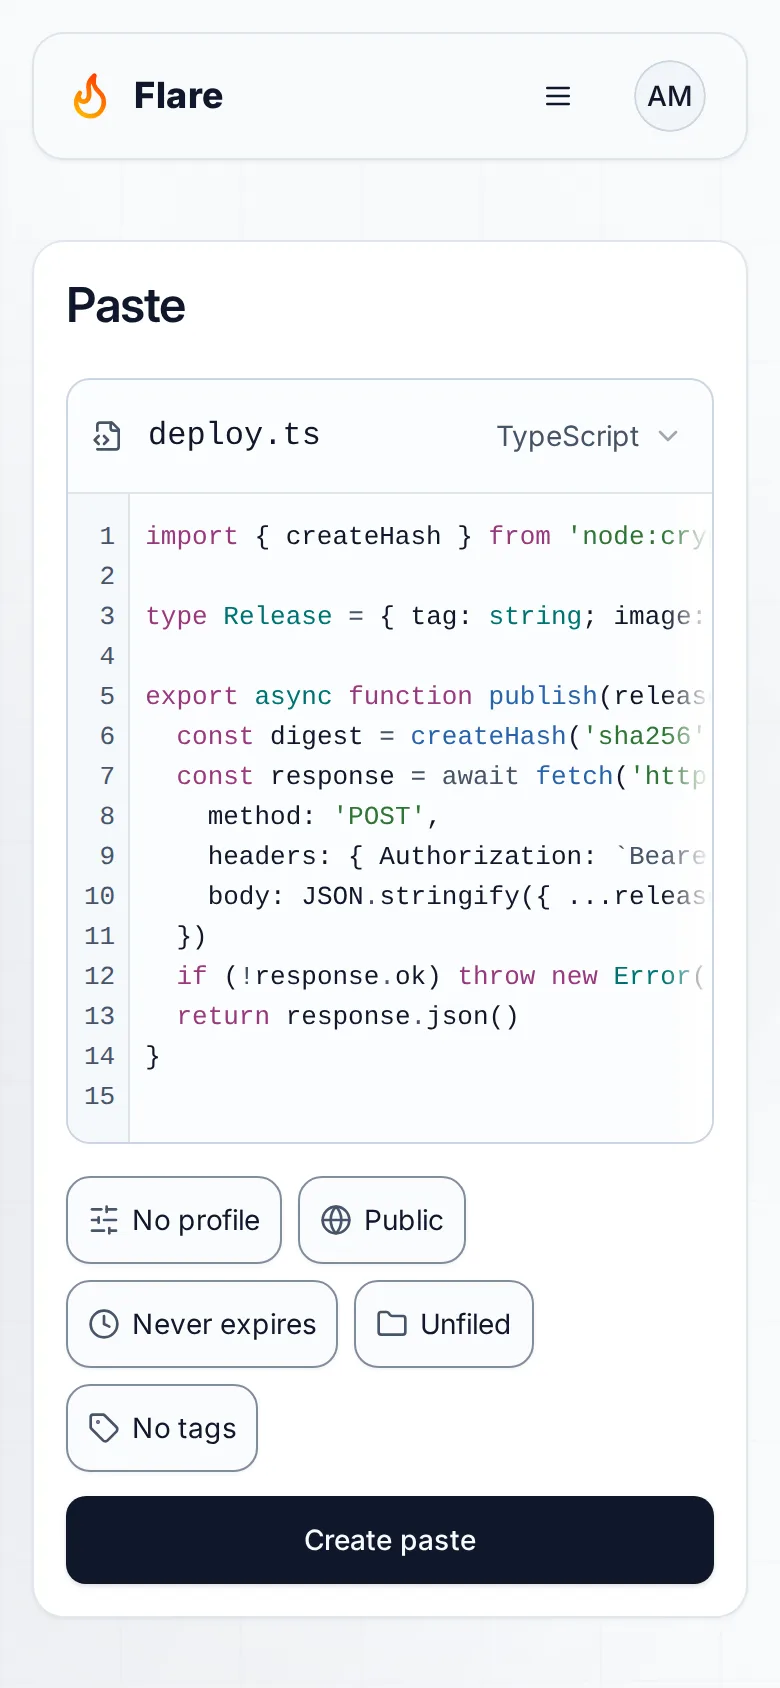 Flare
AM
Paste
deploy.ts
TypeScript
1 import { createHash } from 'node:cry
2
3 type Release = { tag: string; image:
4
5 export async function publish(releas
6   const digest = createHash('sha256'
7   const response = await fetch('http
8     method: 'POST',
9     headers: { Authorization: `Beare
10     body: JSON.stringify({ ...releas
11   })
12   if (!response.ok) throw new Error(
13   return response.json()
14 }
15
No profile
Public
Never expires
Unfiled
No tags
Create paste